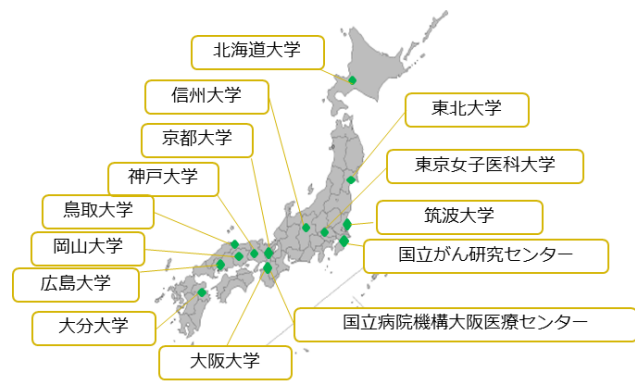 北海道大学
信州大学
京都大学
神戸大学
鳥取大学
岡山大学
広島大学
大分大学
大阪大学
東北大学
東京女子医科大学
筑波大学
国立がん研究センター
国立病院機構大阪医療センター